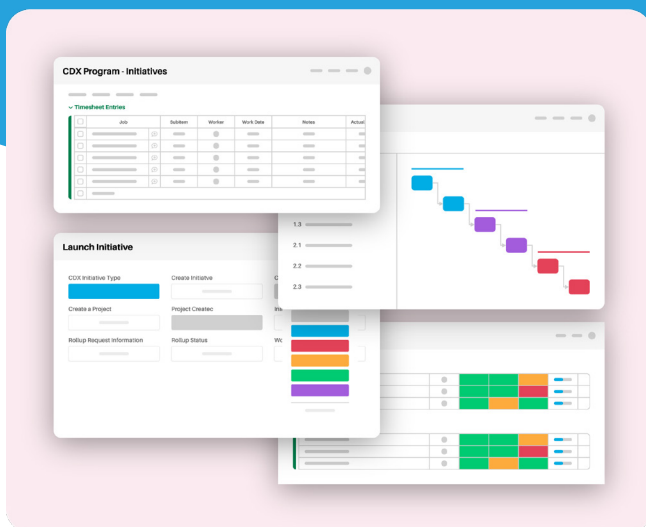 CDX Program - Initiatives
Timesheet Entries
Job Subitem Worker Work Date Notes Actual
1.3
2.1
2.2
2.3
Launch Initiative
CDX Initiative Type Create Initiatve
Create a Project Project Createc
Rollup Request Information Rollup Status